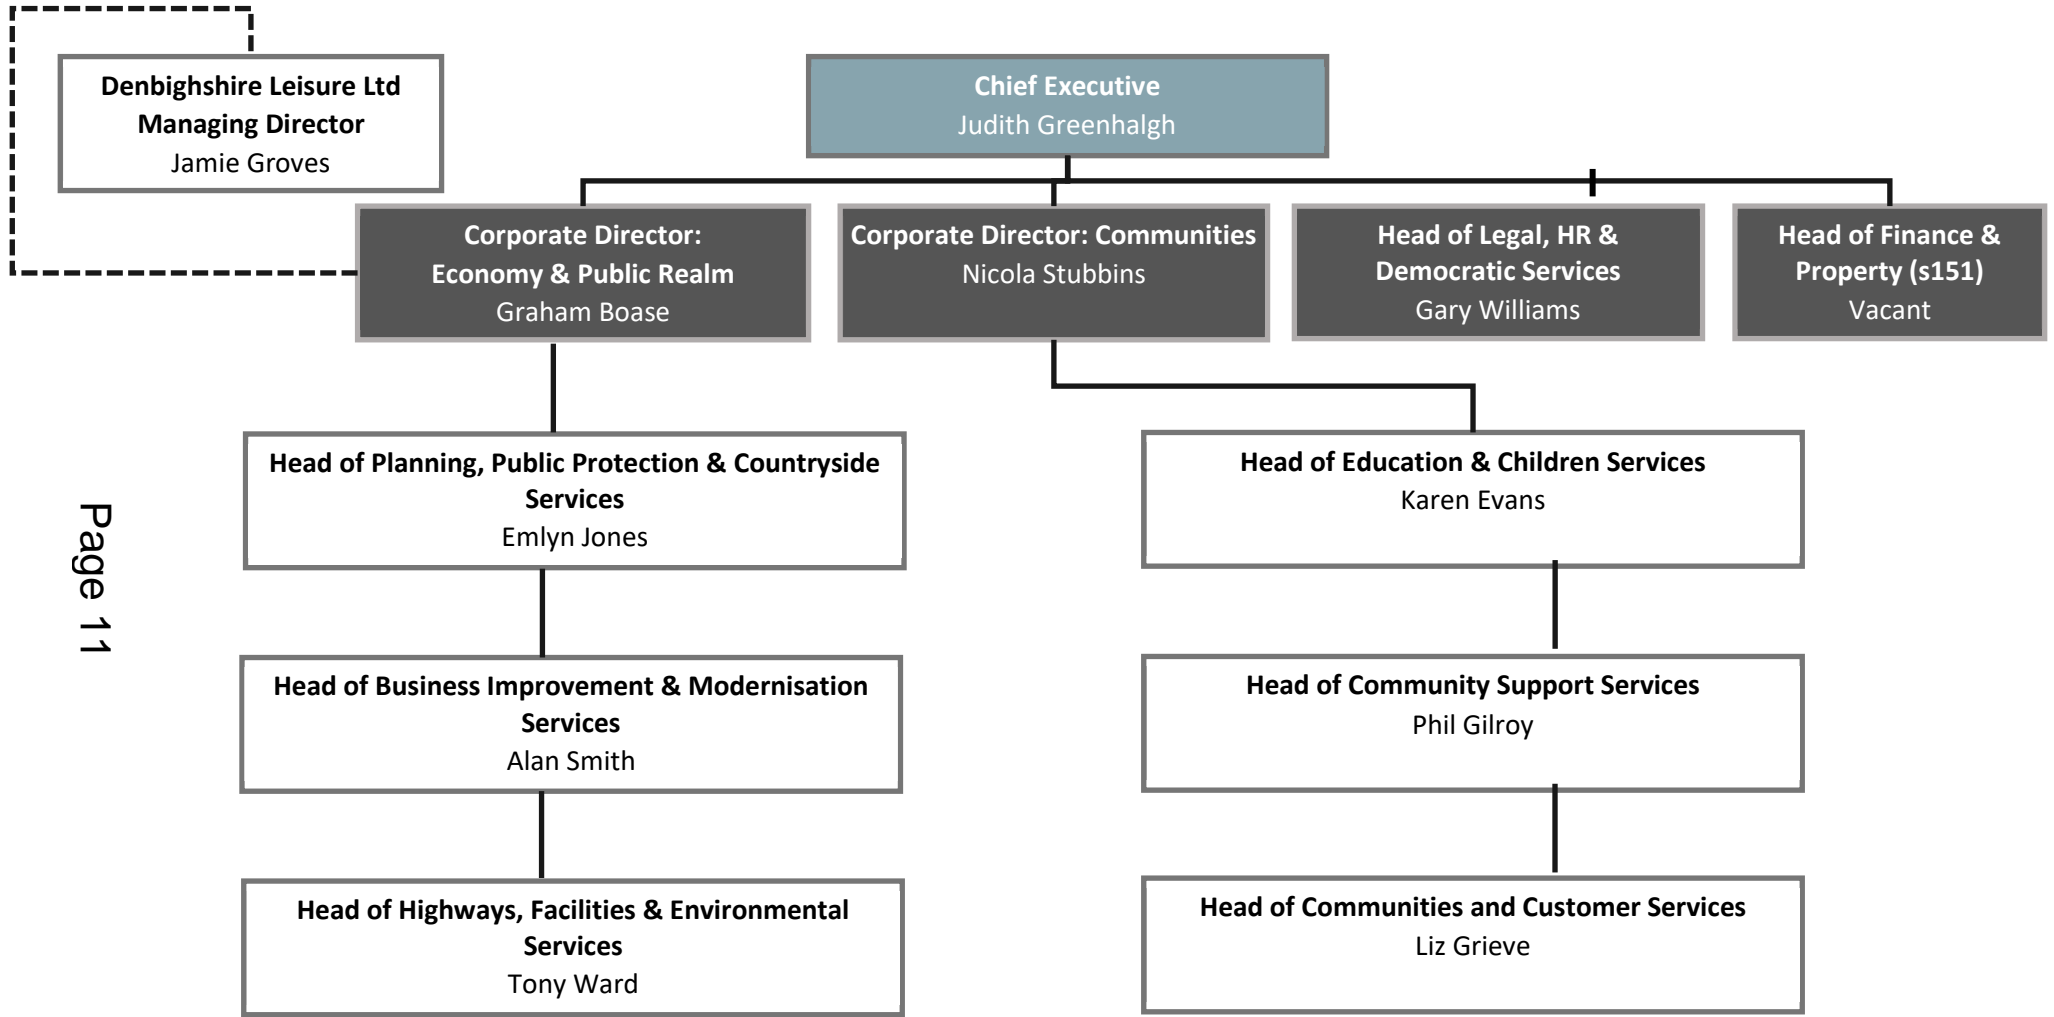 Denbighshire Leisure Ltd
Managing Director
Jamie Groves
Chief Executive
Judith Greenhalgh
Corporate Director:
Economy & Public Realm
Graham Boase
Corporate Director: Communities
Nicola Stubbins
Head of Legal, HR &
Democratic Services
Gary Williams
Head of Finance &
Property (s151)
Vacant
Head of Planning, Public Protection & Countryside
Services
Emlyn Jones
Head of Education & Children Services
Karen Evans
Page 11
Head of Business Improvement & Modernisation
Services
Alan Smith
Head of Community Support Services
Phil Gilroy
Head of Highways, Facilities & Environmental
Services
Tony Ward
Head of Communities and Customer Services
Liz Grieve